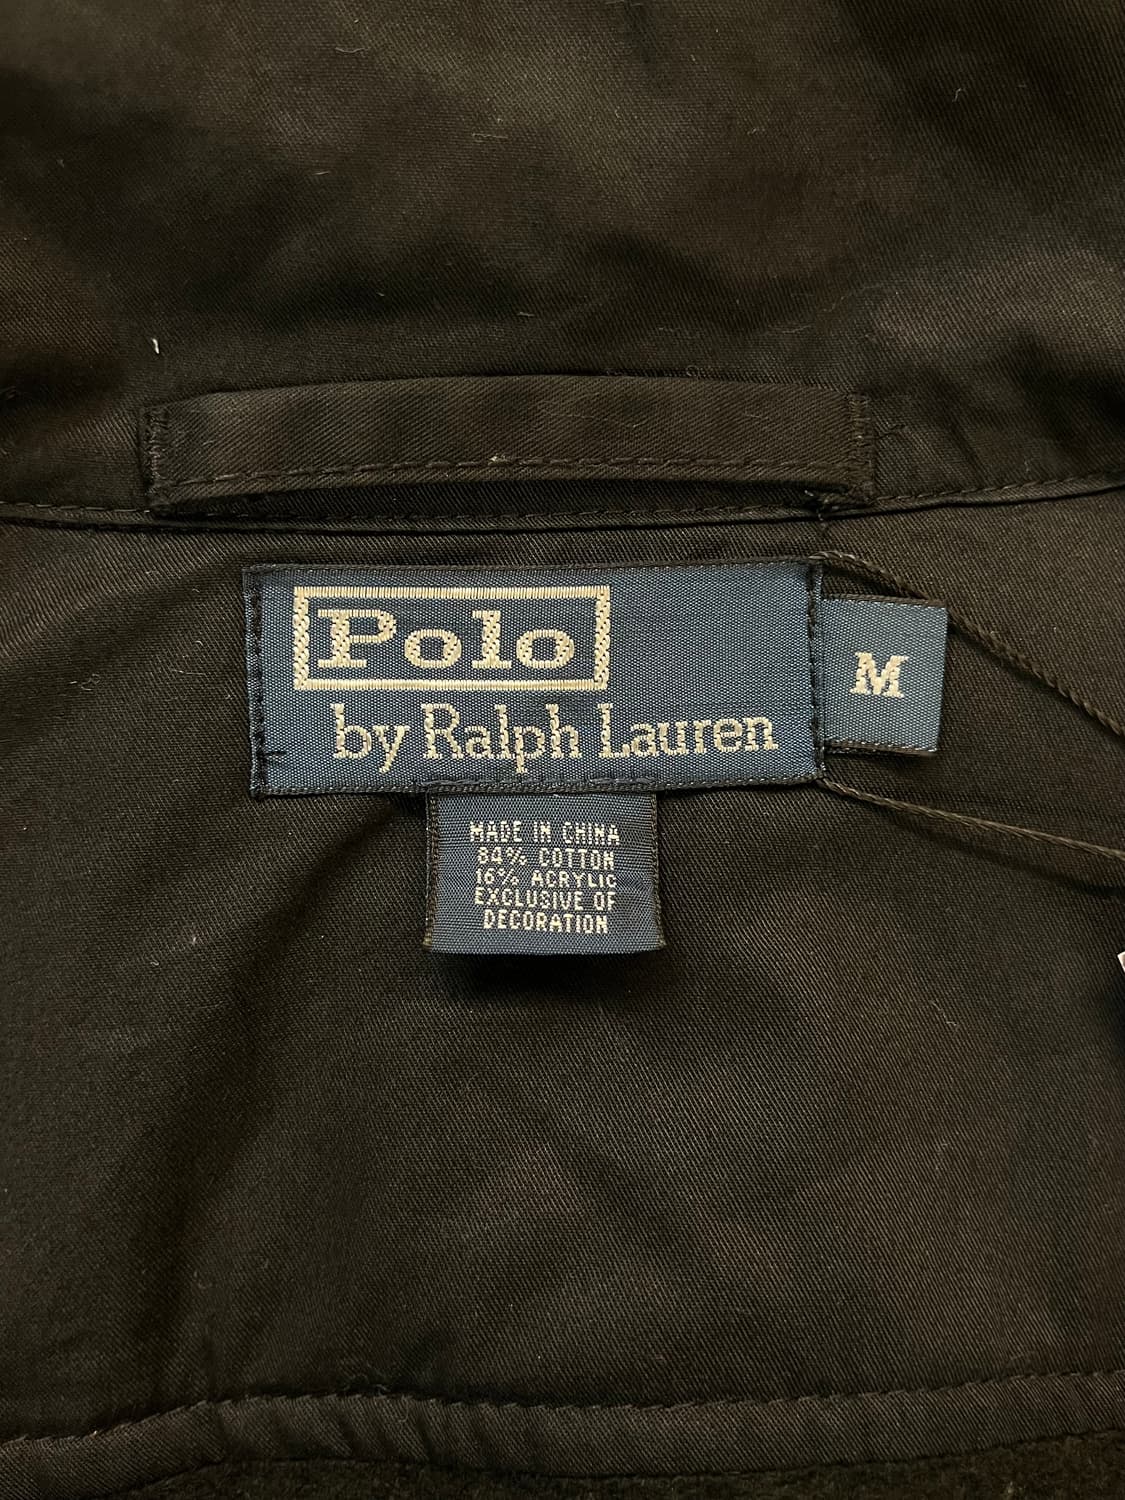 Polo
by Ralph Lauren
M
MADE IN CHINA
84% COTTON
16% ACRYLIC
EXCLUSIVE OF
DECORATION